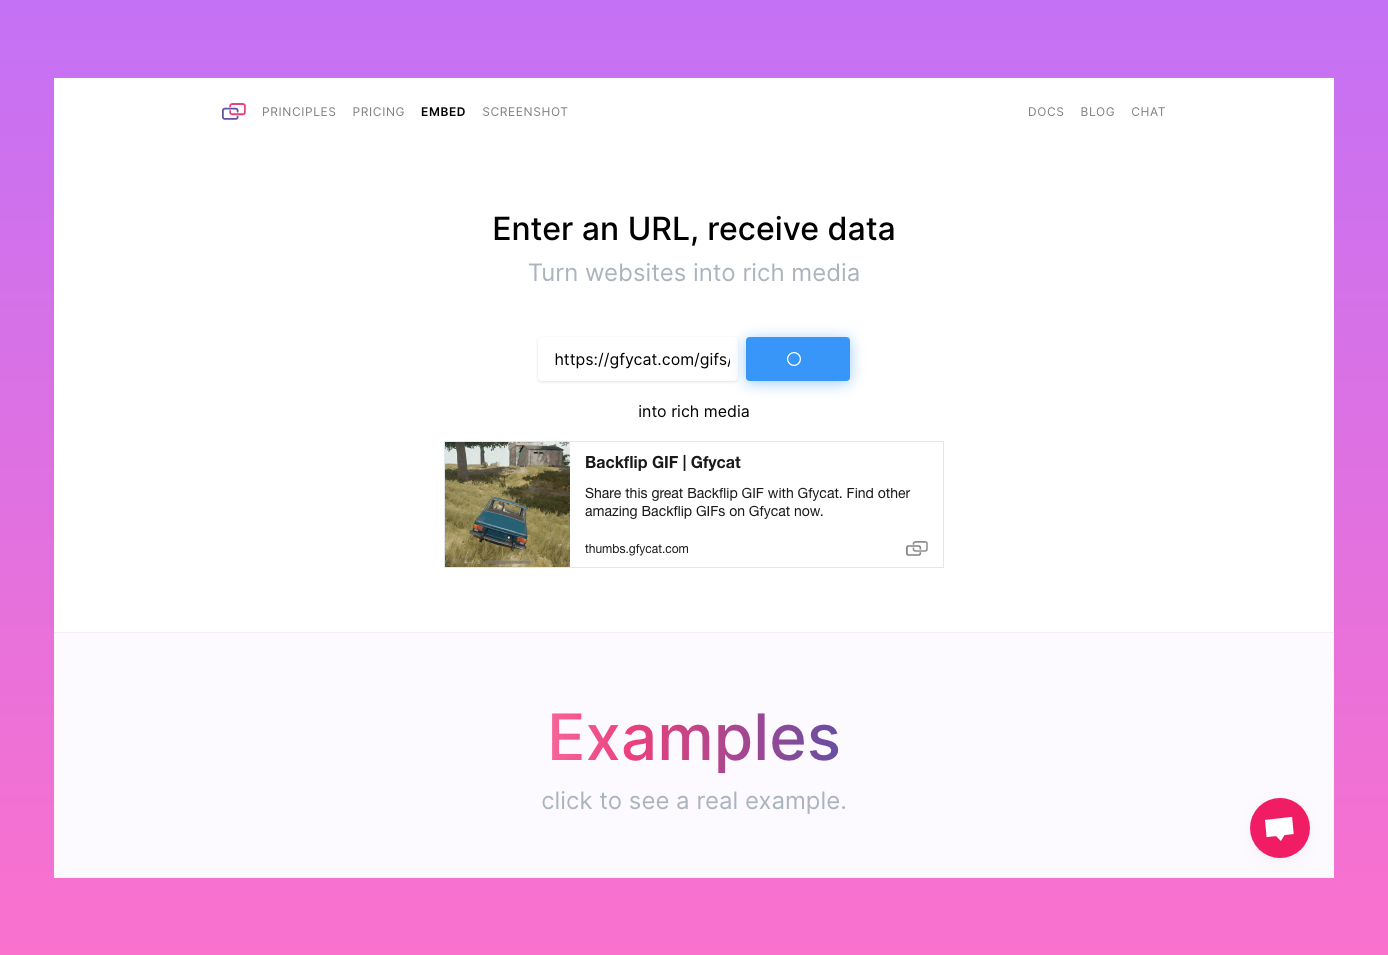 PRINCIPLES PRICING EMBED SCREENSHOT DOCS BLOG CHAT
Enter an URL, receive data
Turn websites into rich media
https://gfycat.com/gifs/
into rich media
Backflip GIF | Gfycat
Share this great Backflip GIF with Gfycat. Find other
amazing Backflip GIFs on Gfycat now.
thumbs.gfycat.com
Examples
click to see a real example.